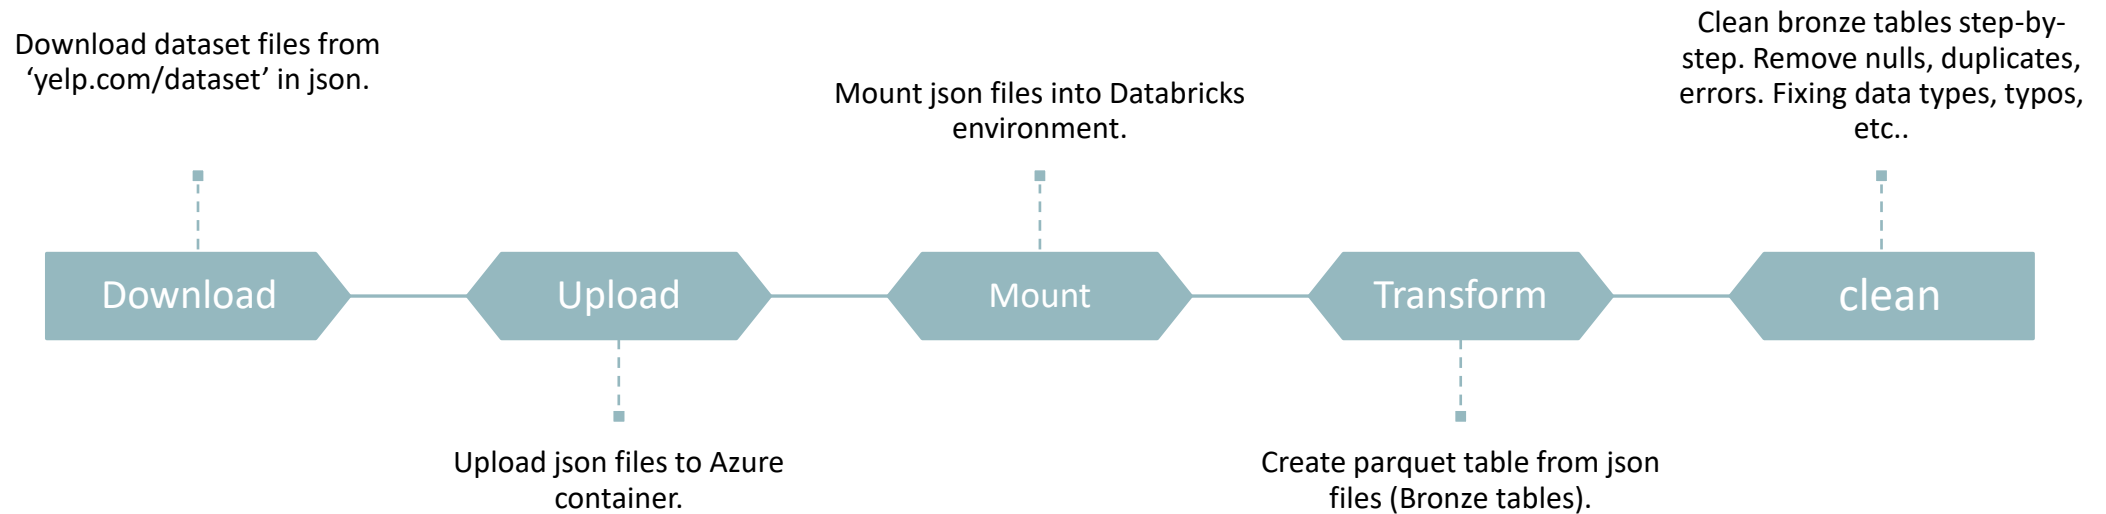 Download dataset files from
‘yelp.com/dataset’ in json.
Mount json files into Databricks
environment.
Clean bronze tables step-by-
step. Remove nulls, duplicates,
errors. Fixing data types, typos,
etc..
Download
Upload
Mount
Transform
clean
Upload json files to Azure
container.
Create parquet table from json
files (Bronze tables).